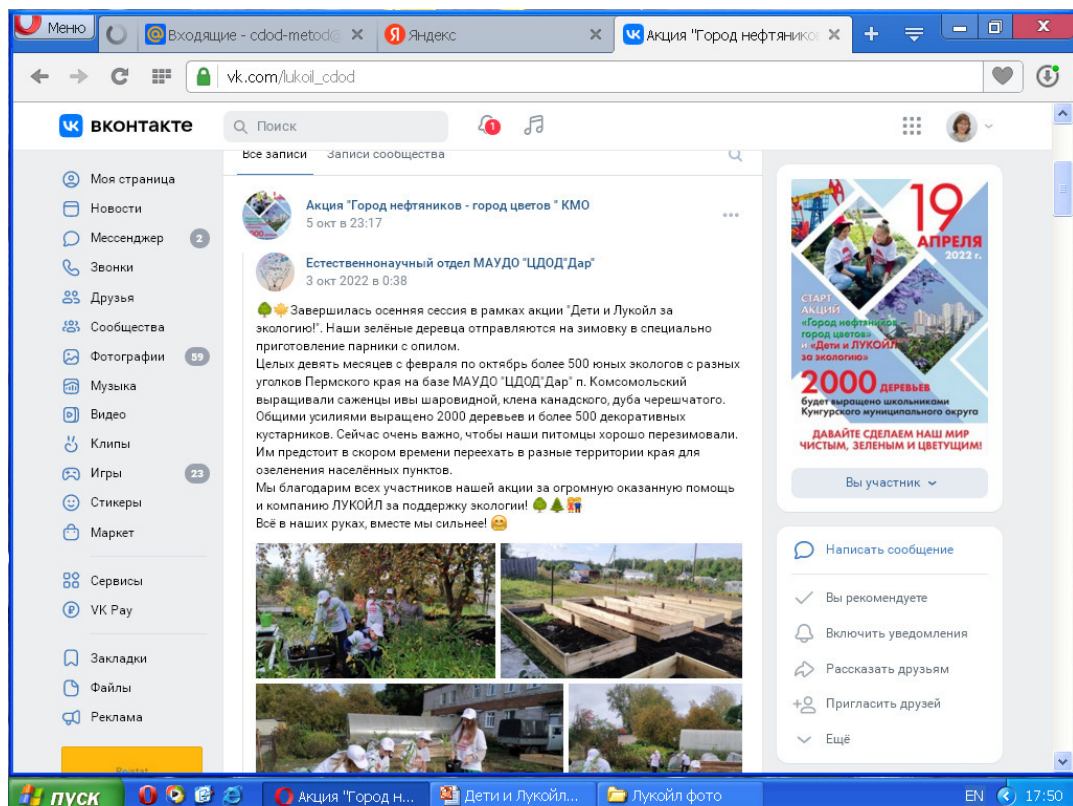 Меню
Входящие - cdod-metod@
Яндекс
Акция "Город нефтяников
vk.com/lukoil_cdod
вконтакте
Поиск
1
Моя страница
Новости
Мессенджер 2
Звонки
Друзья
Сообщества
Фотографии 59
Музыка
Видео
Клипы
Игры 23
Стикеры
Маркет
Сервисы
VK Pay
Закладки
Файлы
Реклама
Все записи Записи сообщества
Акция "Город нефтяников - город цветов " КМО
5 окт в 23:17
Естественнонаучный отдел МАУДО "ЦДОД"Дар"
3 окт 2022 в 0:38
Завершилась осенняя сессия в рамках акции "Дети и Лукойл за
экологию!". Наши зелёные деревца отправляются на зимовку в специально
приготовление парники с опилом.
Целых девять месяцев с февраля по октябрь более 500 юных экологов с разных
уголков Пермского края на базе МАУДО "ЦДОД"Дар" п. Комсомольский
выращивали саженцы ивы шаровидной, клена канадского, дуба черешчатого.
Общими усилиями выращено 2000 деревьев и более 500 декоративных
кустарников. Сейчас очень важно, чтобы наши питомцы хорошо перезимовали.
Им предстоит в скором времени переехать в разные территории края для
озеленения населённых пунктов.
Мы благодарим всех участников нашей акции за огромную оказанную помощь
и компанию ЛУКОЙЛ за поддержку экологии!
Всё в наших руках, вместе мы сильнее!
19
АПРЕЛЯ
2022 г.
СТАРТ
АКЦИЙ
«Город нефтяников –
город цветов»
и «Дети и ЛУКОЙЛ
за экологию»
2000 ДЕРЕВЬЕВ
будет выращено школьниками
Кунгурского муниципального округа
ДАВАЙТЕ СДЕЛАЕМ НАШ МИР
ЧИСТЫМ, ЗЕЛЕНЫМ И ЦВЕТУЩИМ!
Вы участник
Написать сообщение
Вы рекомендуете
Включить уведомления
Рассказать друзьям
Пригласить друзей
Ещё
пуск
Акция "Город н...
Дети и Лукойл...
Лукойл фото
EN
17:50